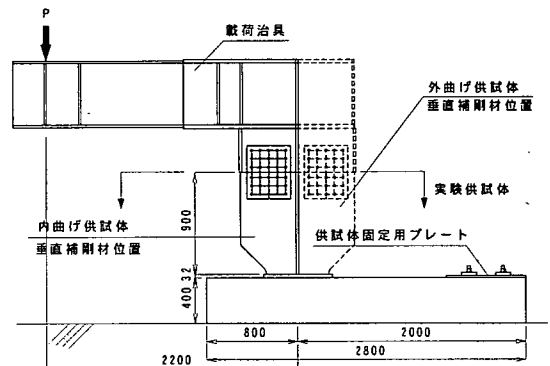 P
載荷治具
外曲げ供試体
垂直補剛材位置
実験供試体
内曲げ供試体
垂直補剛材位置
供試体固定用プレート
900
32
400
800
2000
2800
2200